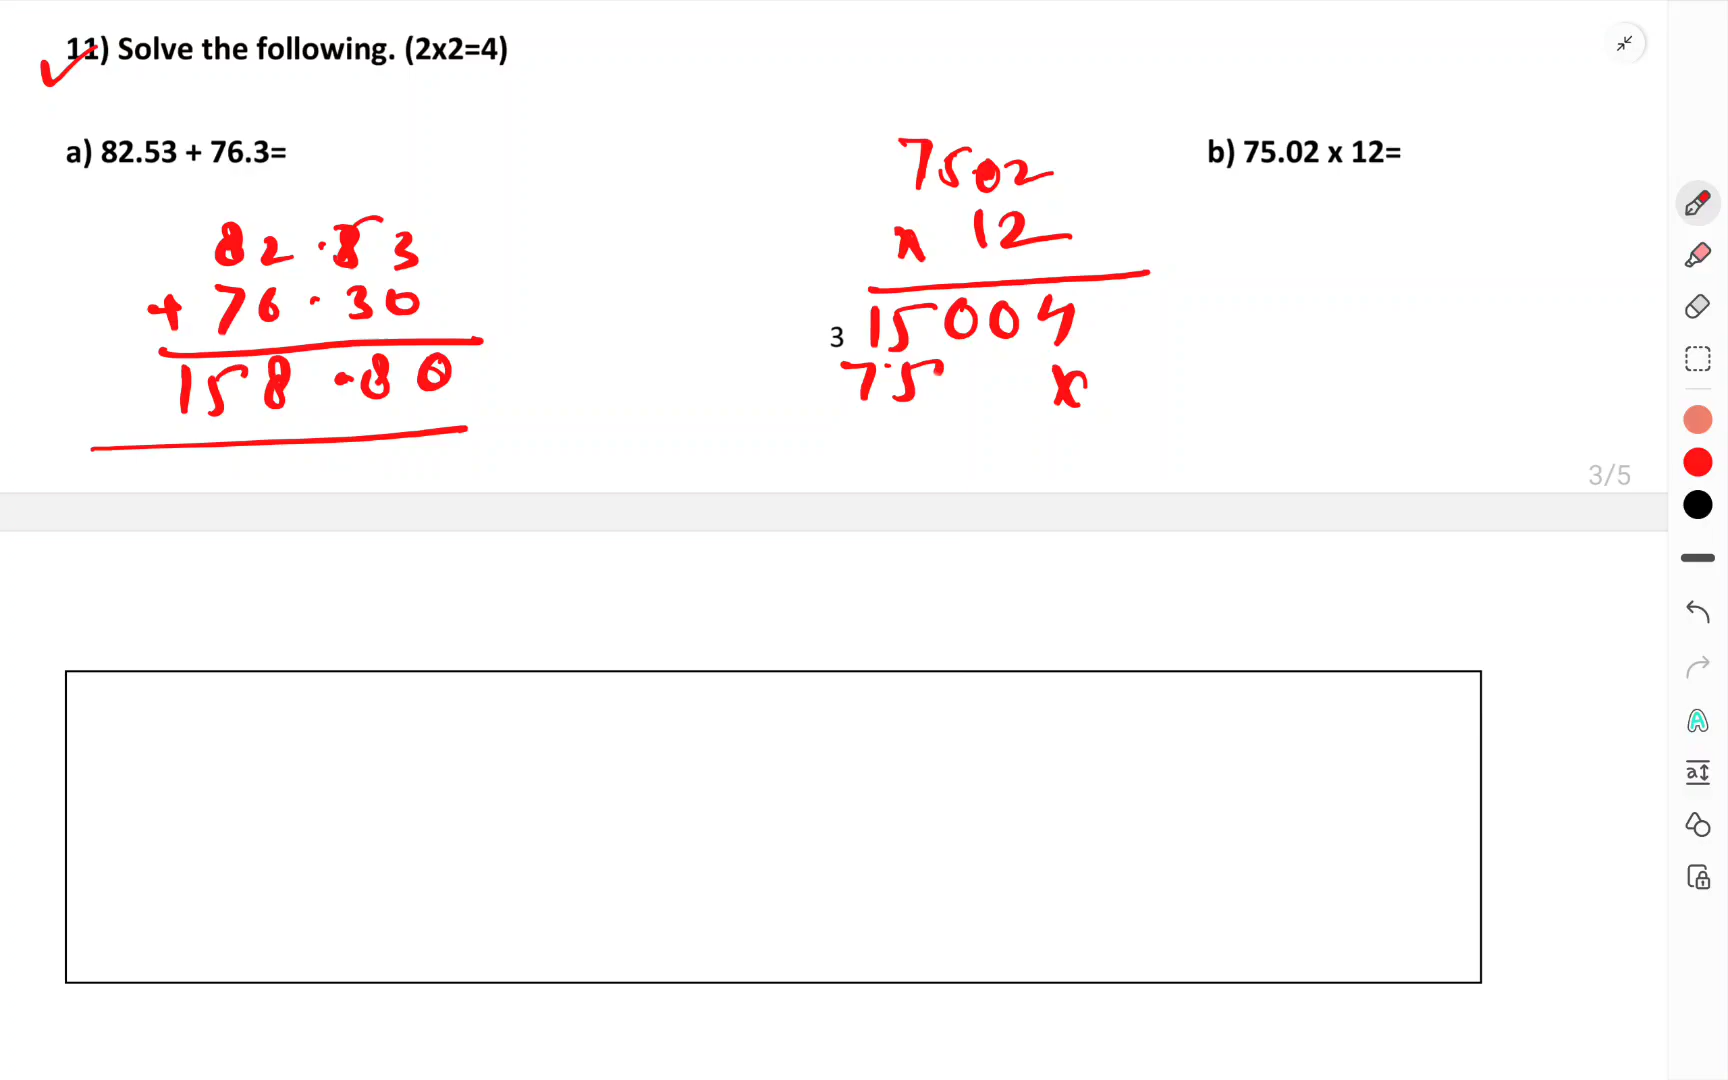 11) Solve the following. (2x2=4)
a) 82.53 + 76.3=
82.53
+ 76.30
158.80
7502
x 12
15004
3
75 x
b) 75.02 x 12=
3/5